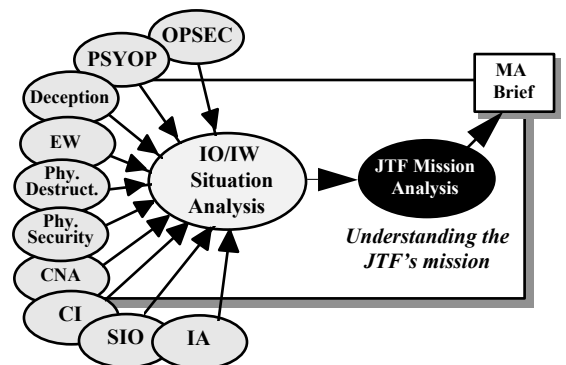 OPSEC
PSYOP
Deception
EW
Phy.
Destruct.
Phy.
Security
CNA
CI
SIO
IA
IO/IW
Situation
Analysis
JTF Mission
Analysis
Understanding the
JTF’s mission
MA
Brief